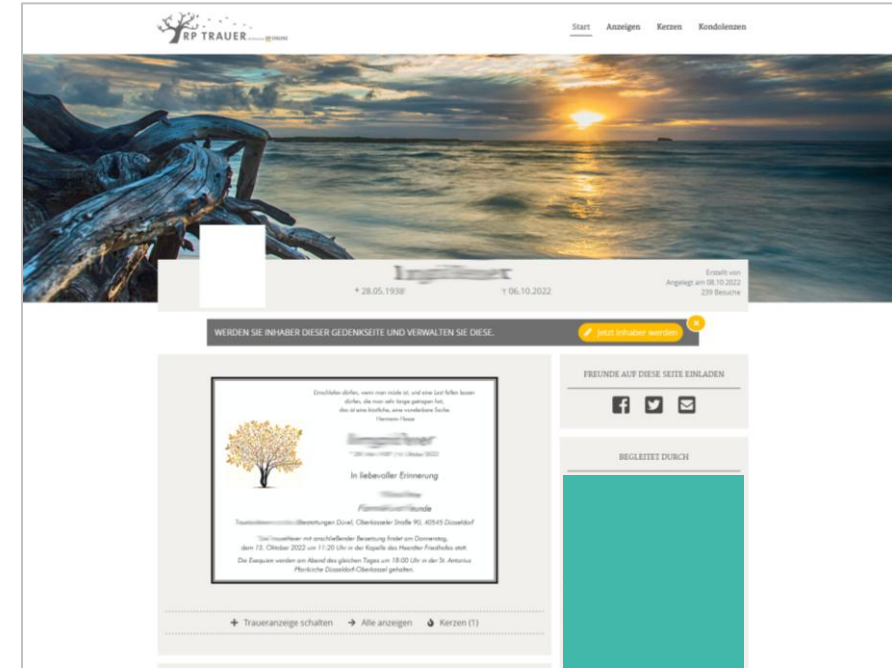 RP TRAUER
Start Anzeigen Kerzen Kondolenzen
* 28.05.1938 † 06.10.2022
Erstellt von
Angelegt am 08.10.2022
239 Besuche
WERDEN SIE INHABER DIESER GEDENKSEITE UND VERWALTEN SIE DIESE.
Jetzt Inhaber werden
Einschlafen dürfen, wenn man müde ist, und eine Last fallen lassen
dürfen, die man sehr lange getragen hat,
das ist eine köstliche, eine wunderbare Sache.
Hermann Hesse
In liebevoller Erinnerung
Bestattungen Dürel, Oberkasseler Straße 90, 40545 Düsseldorf
mit anschließender Beisetzung findet am Donnerstag,
dem 13. Oktober 2022 um 11:20 Uhr in der Kapelle des Heerdter Friedhofes statt.
Die Exequien werden am Abend des gleichen Tages um 18:00 Uhr in der St. Antonius
Pfarrkirche Düsseldorf-Oberkassel gehalten.
+ Traueranzeige schalten → Alle anzeigen Kerzen (1)
FREUNDE AUF DIESE SEITE EINLADEN
BEGLEITET DURCH